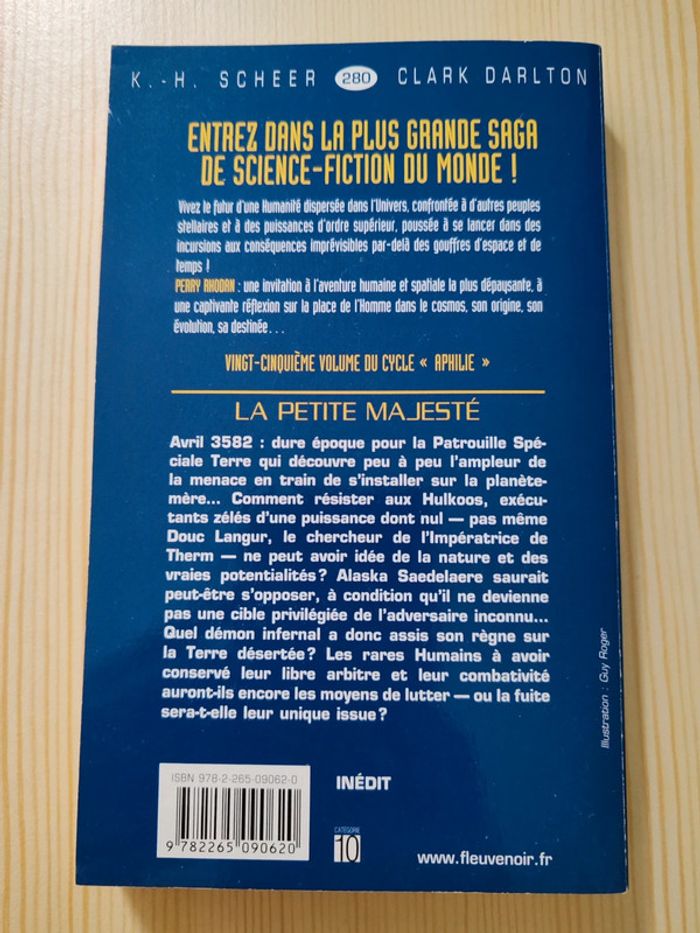 K.-H. SCHEER 280 CLARK DARLTON
ENTREZ DANS LA PLUS GRANDE SAGA
DE SCIENCE-FICTION DU MONDE !
Vivez le futur d'une Humanité dispersée dans l'Univers, confrontée à d'autres peuples
stellaires et à des puissances d'ordre supérieur, poussée à se lancer dans des
incursions aux conséquences imprévisibles par-delà des gouffres d'espace et de
temps !
PERRY RHODAN : une invitation à l'aventure humaine et spatiale la plus dépaysante, à
une captivante réflexion sur la place de l'Homme dans le cosmos, son origine, son
évolution, sa destinée...
VINGT-CINQUIÈME VOLUME DU CYCLE « APHILIE »
LA PETITE MAJESTÉ
Avril 3582 : dure époque pour la Patrouille Spé-
ciale Terre qui découvre peu à peu l'ampleur de
la menace en train de s'installer sur la planète-
mère... Comment résister aux Hulkoos, exécu-
tants zélés d'une puissance dont nul — pas même
Douc Langur, le chercheur de l'Impératrice de
Therm — ne peut avoir idée de la nature et des
vraies potentialités ? Alaska Saedelaere saurait
peut-être s'opposer, à condition qu'il ne devienne
pas une cible privilégiée de l'adversaire inconnu...
Quel démon infernal a donc assis son règne sur
la Terre désertée ? Les rares Humains à avoir
conservé leur libre arbitre et leur combativité
auront-ils encore les moyens de lutter — ou la fuite
sera-t-elle leur unique issue ?
Illustration : Guy Roger
ISBN 978-2-265-09062-0
9 782265 090620
INÉDIT
CATÉGORIE
10
www.fleuvenoir.fr